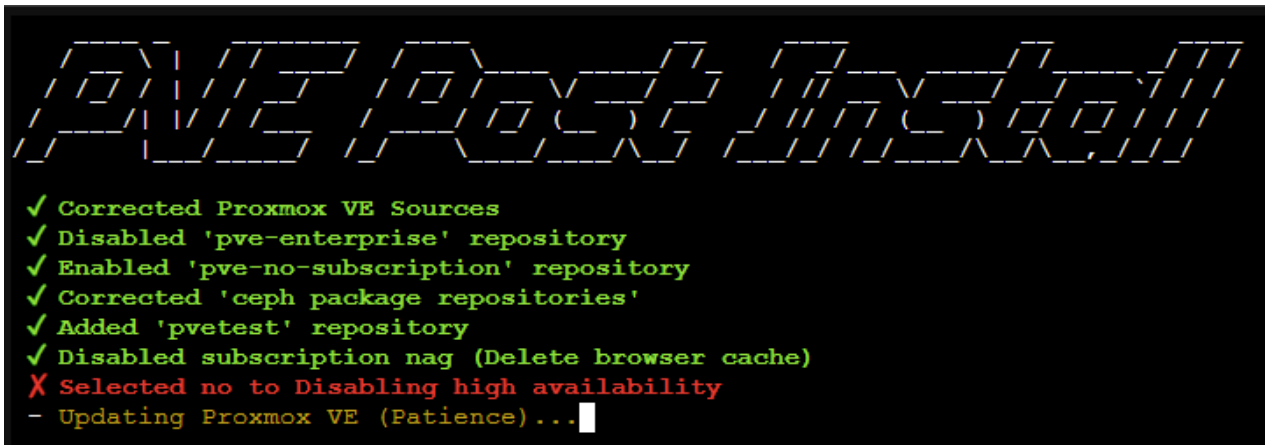 PVE Post Install
✓ Corrected Proxmox VE Sources
✓ Disabled 'pve-enterprise' repository
✓ Enabled 'pve-no-subscription' repository
✓ Corrected 'ceph package repositories'
✓ Added 'pvetest' repository
✓ Disabled subscription nag (Delete browser cache)
✗ Selected no to Disabling high availability
- Updating Proxmox VE (Patience)...